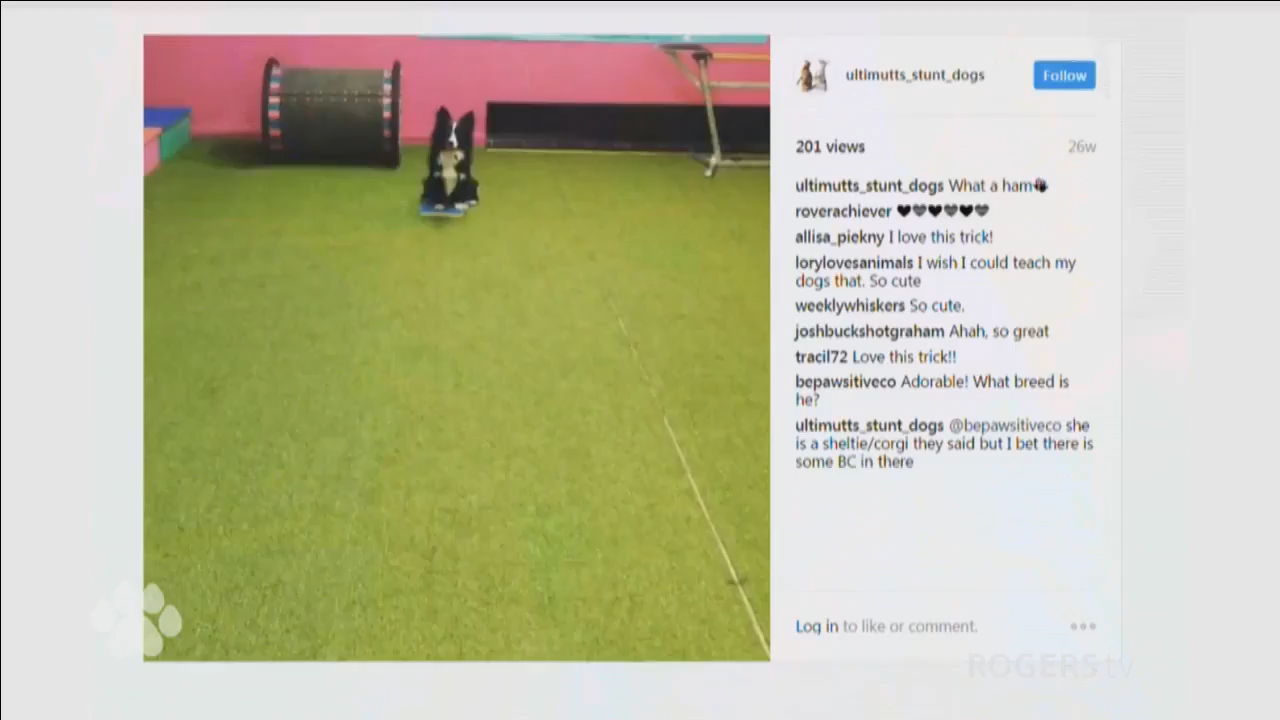 ultimutts_stunt_dogs
Follow
201 views
26w
ultimutts_stunt_dogs What a ham
roverachiever
allisa_piekny I love this trick!
lorylovesanimals I wish I could teach my
dogs that. So cute
weeklywhiskers So cute.
joshbuckshotgraham Ahah, so great
tracil72 Love this trick!!
bepawsitiveco Adorable! What breed is
he?
ultimutts_stunt_dogs @bepawsitiveco she
is a sheltie/corgi they said but I bet there is
some BC in there
Log in to like or comment.
ROGERS tv